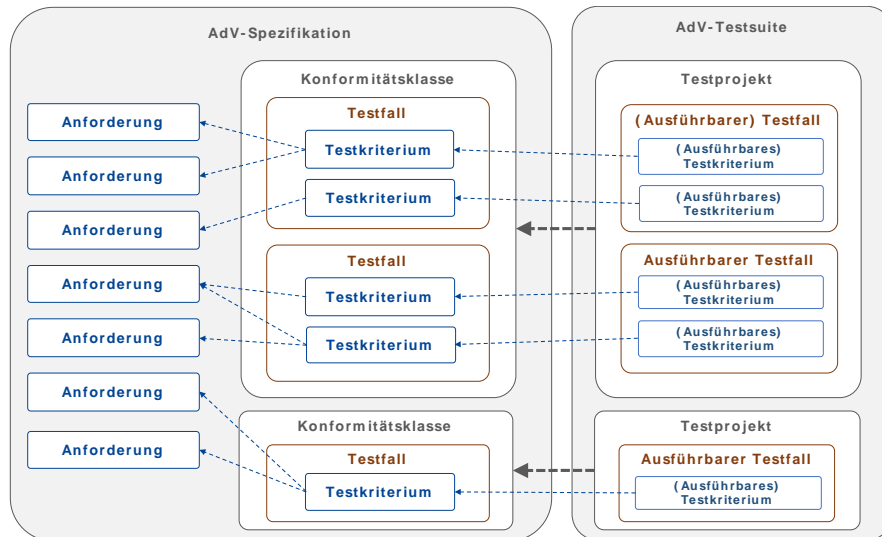 AdV-Spezifikation
Anforderung
Anforderung
Anforderung
Anforderung
Anforderung
Anforderung
Anforderung
Konformitätsklasse
Testfall
Testkriterium
Testkriterium
Testfall
Testkriterium
Testkriterium
Konformitätsklasse
Testfall
Testkriterium
AdV-Testsuite
Testprojekt
(Ausführbarer) Testfall
(Ausführbares)
Testkriterium
(Ausführbares)
Testkriterium
Ausführbarer Testfall
(Ausführbares)
Testkriterium
(Ausführbares)
Testkriterium
Testprojekt
Ausführbarer Testfall
(Ausführbares)
Testkriterium